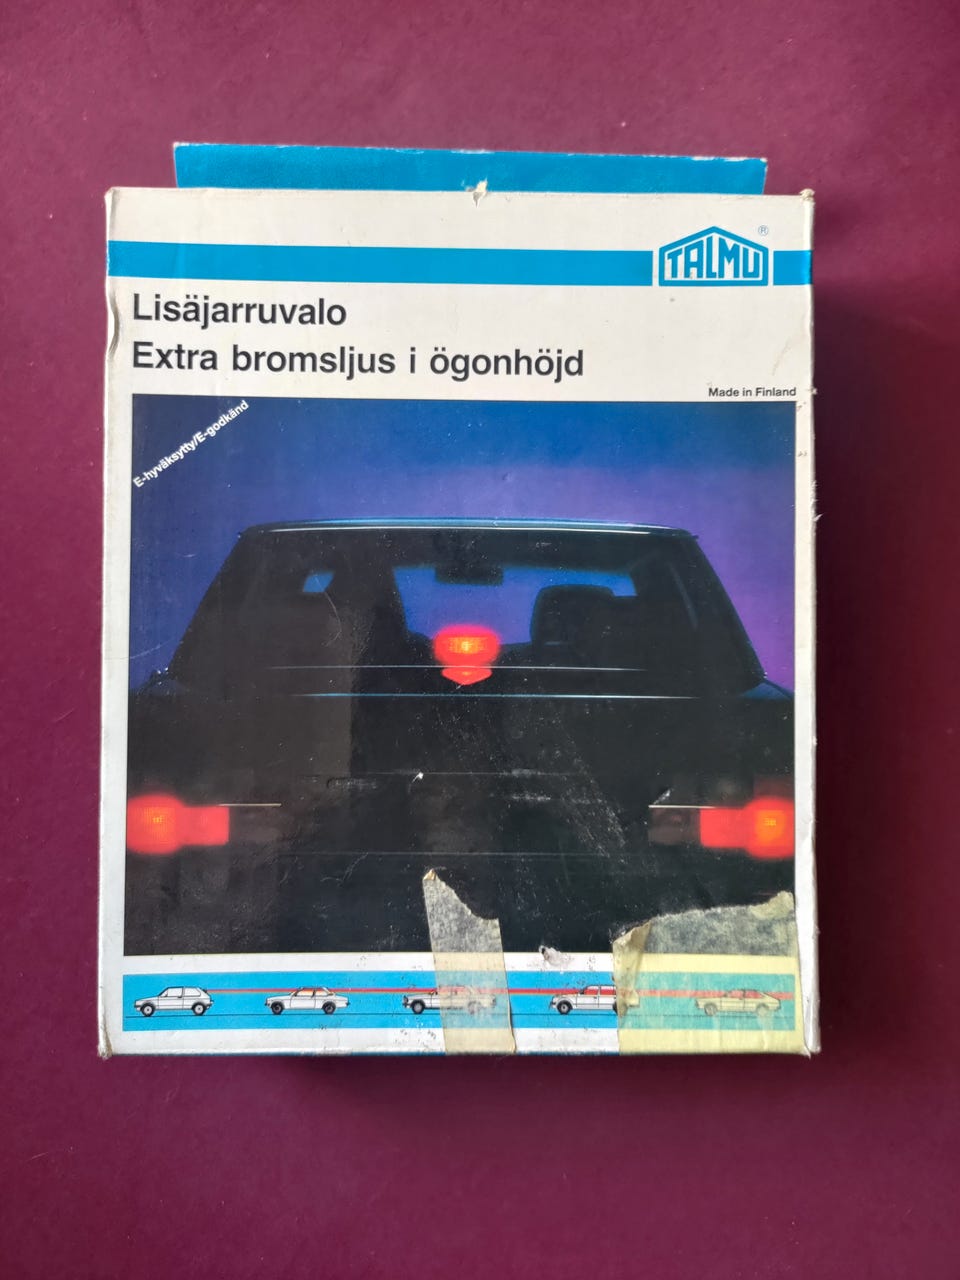 TALMU ®
Lisäjarruvalo
Extra bromsljus i ögonhöjd
Made in Finland
E-hyväksytty/E-godkänd